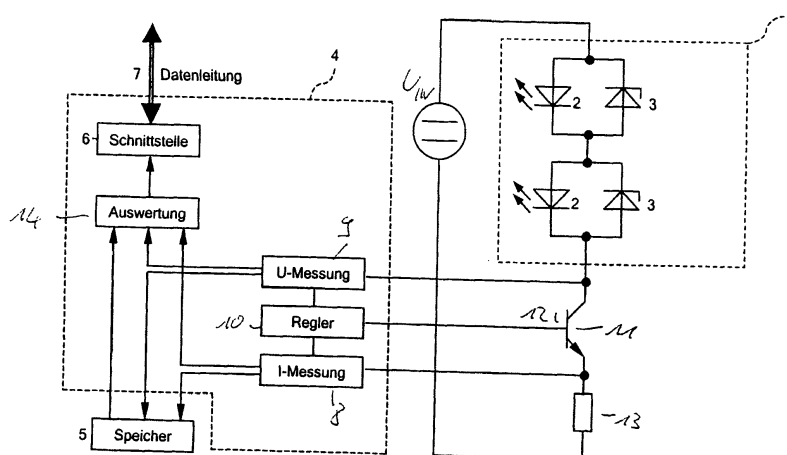 4
7 Datenleitung
U_IN
2
3
6 Schnittstelle
2
3
14 Auswertung
9
U-Messung
12
11
10 Regler
I-Messung
8
13
5 Speicher